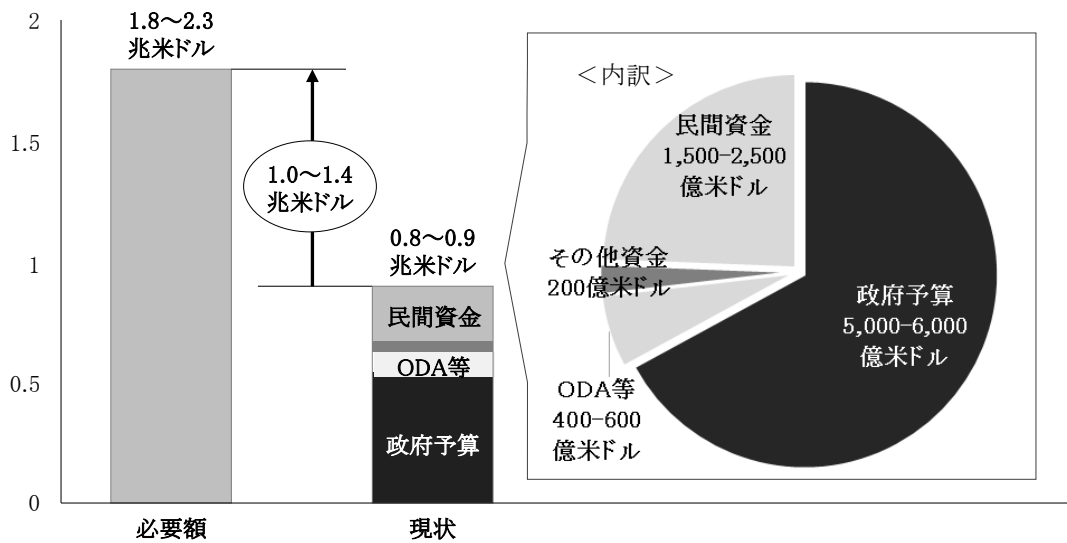 2
1.5
1
0.5
0
1.8～2.3
兆米ドル
1.0～1.4
兆米ドル
0.8～0.9
兆米ドル
民間資金
ODA等
政府予算
必要額
現状
＜内訳＞
民間資金
1,500-2,500
億米ドル
その他資金
200億米ドル
ODA等
400-600
億米ドル
政府予算
5,000-6,000
億米ドル